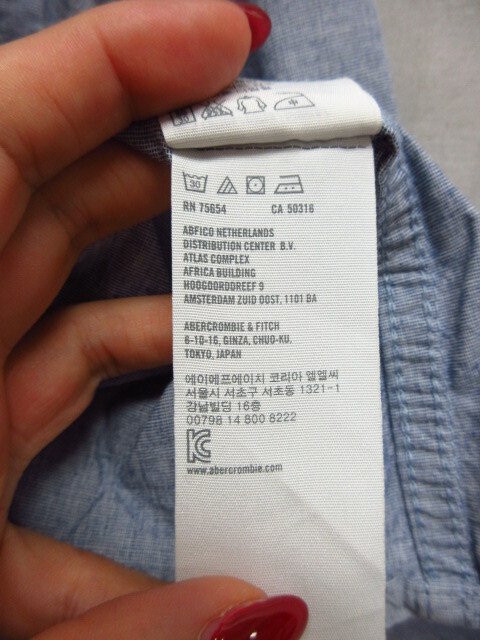 30
RN 75654 CA 50316
ABFICO NETHERLANDS
DISTRIBUTION CENTER B.V.
ATLAS COMPLEX
AFRICA BUILDING
HOOGOORDDREEF 9
AMSTERDAM ZUID OOST, 1101 BA
ABERCROMBIE & FITCH
6-10-16, GINZA, CHUO-KU,
TOKYO, JAPAN
에이에프에이치 코리아 엘엘씨
서울시 서초구 서초동 1321-1
강남빌딩 16층
00798 14 800 8222
www.abercrombie.com